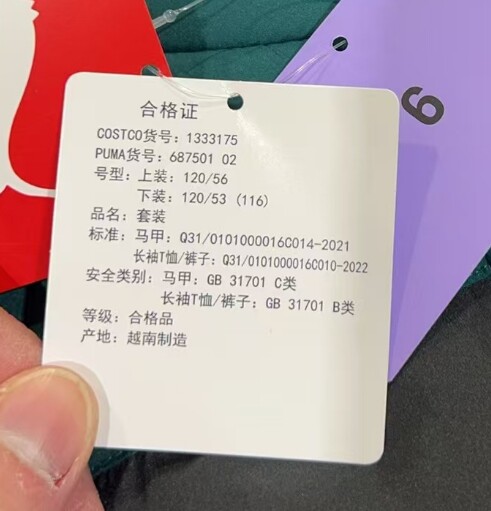 合格证
COSTCO货号：1333175
PUMA货号：687501 02
号型：上装：120/56
下装：120/53（116）
品名：套装
标准：马甲：Q31/0101000016C014-2021
长袖T恤/裤子：Q31/0101000016C010-2022
安全类别：马甲：GB 31701 C类
长袖T恤/裤子：GB 31701 B类
等级：合格品
产地：越南制造
6